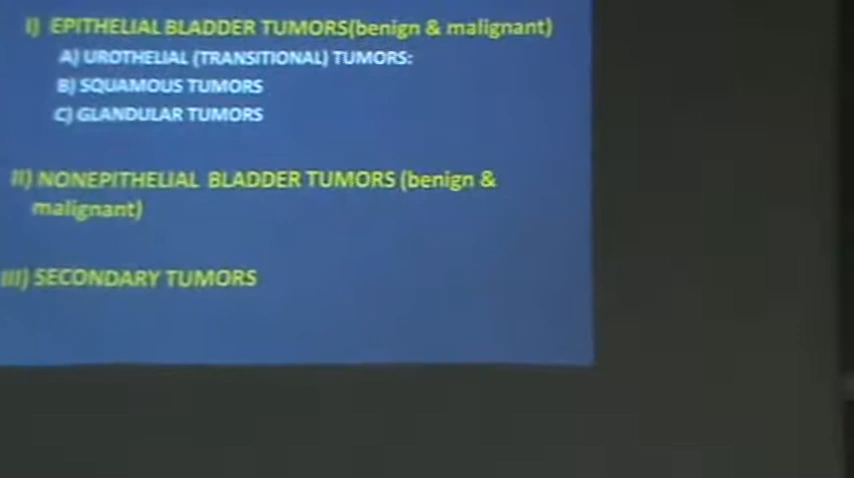 I) EPITHELIAL BLADDER TUMORS(benign & malignant)
A) UROTHELIAL (TRANSITIONAL) TUMORS:
B) SQUAMOUS TUMORS
C) GLANDULAR TUMORS
II) NONEPITHELIAL BLADDER TUMORS (benign &
malignant)
III) SECONDARY TUMORS